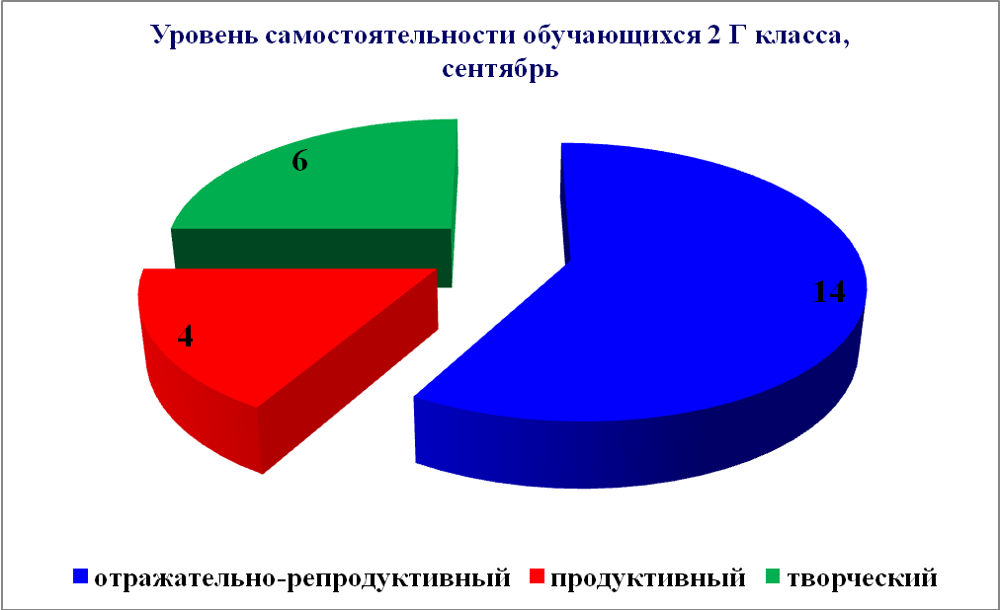 Уровень самостоятельности обучающихся 2 Г класса,
сентябрь
6
14
4
отражательно-репродуктивный продуктивный творческий